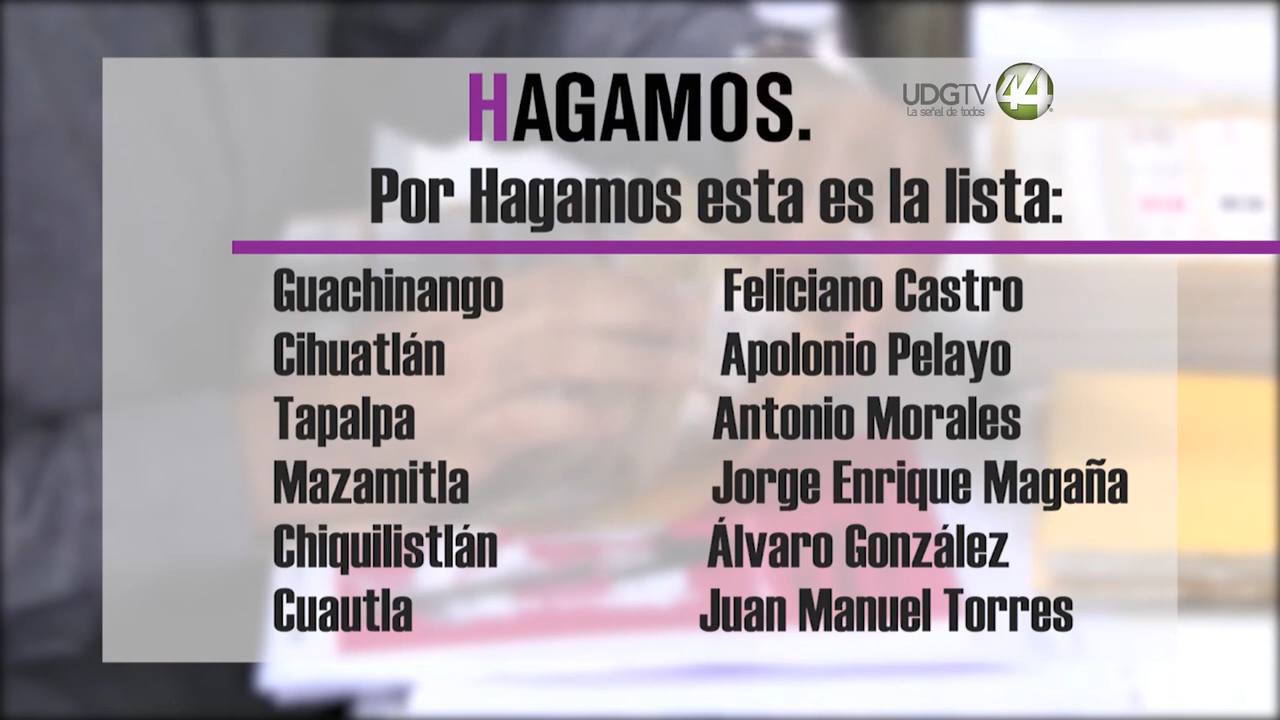 HAGAMOS.
UDGTV 44
La señal de todos
Por Hagamos esta es la lista:
Guachinango Feliciano Castro
Cihuatlán Apolonio Pelayo
Tapalpa Antonio Morales
Mazamitla Jorge Enrique Magaña
Chiquilistlán Álvaro González
Cuautla Juan Manuel Torres